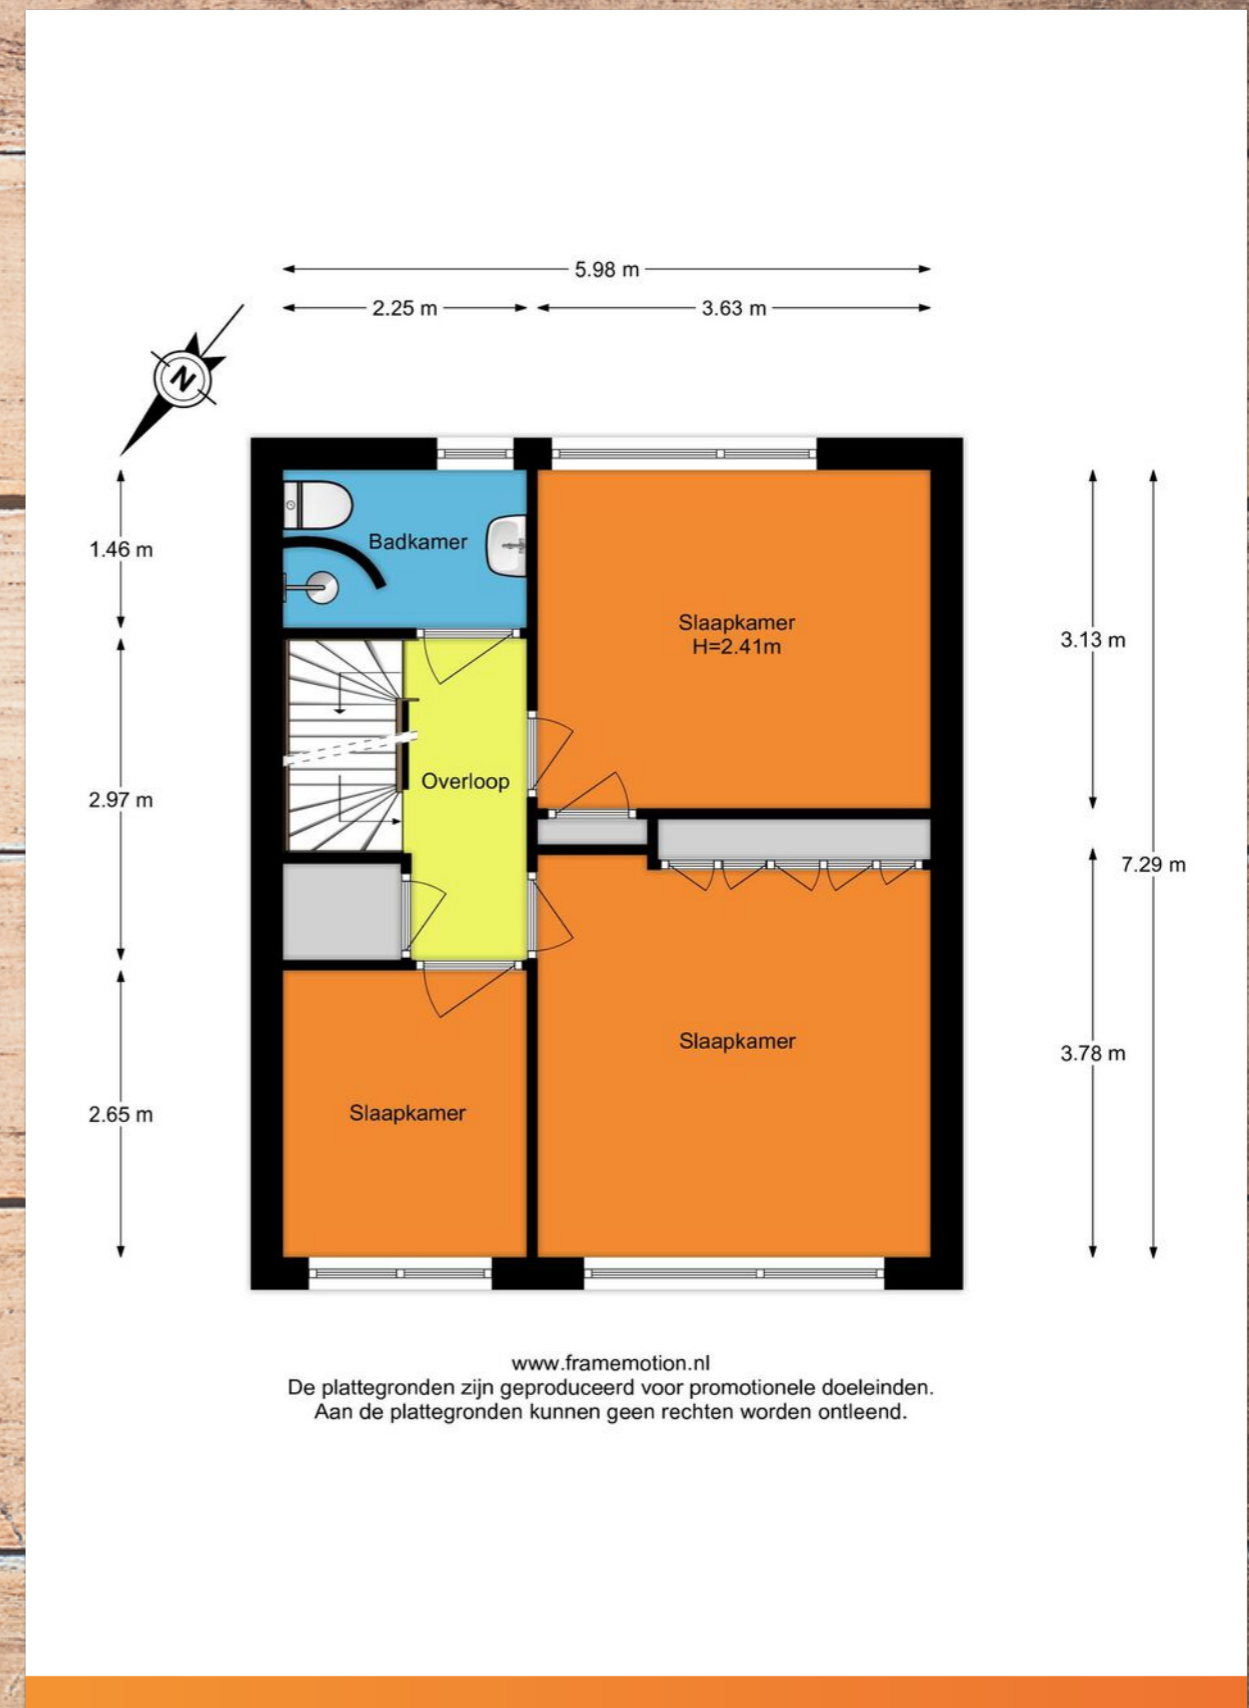 5.98 m
2.25 m
3.63 m
N
1.46 m
Badkamer
Slaapkamer
H=2.41m
3.13 m
2.97 m
Overloop
7.29 m
Slaapkamer
3.78 m
Slaapkamer
2.65 m
www.framemotion.nl
De plattegronden zijn geproduceerd voor promotionele doeleinden.
Aan de plattegronden kunnen geen rechten worden ontleend.